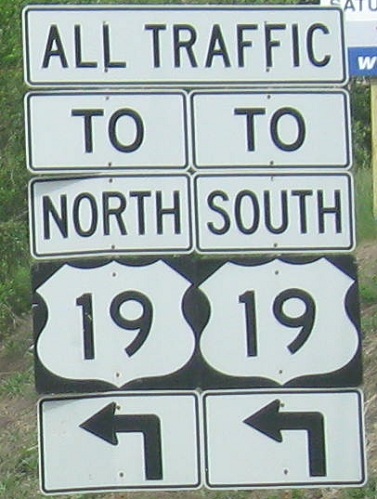 ALL TRAFFIC
TO TO
NORTH SOUTH
19 19